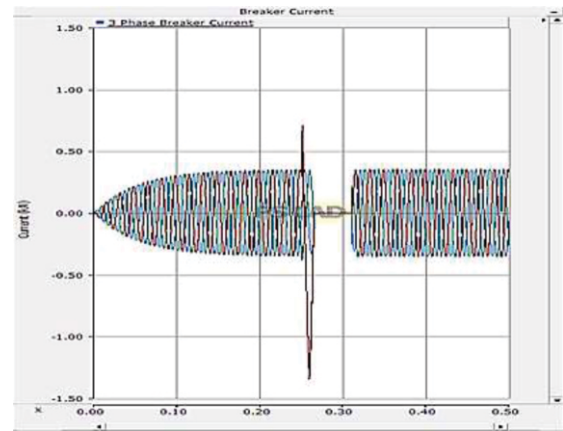 Breaker Current
3 Phase Breaker Current
1.50
1.00
0.50
0.00
-0.50
-1.00
-1.50
Current (kA)
PSCAD
x 0.00 0.10 0.20 0.30 0.40 0.50